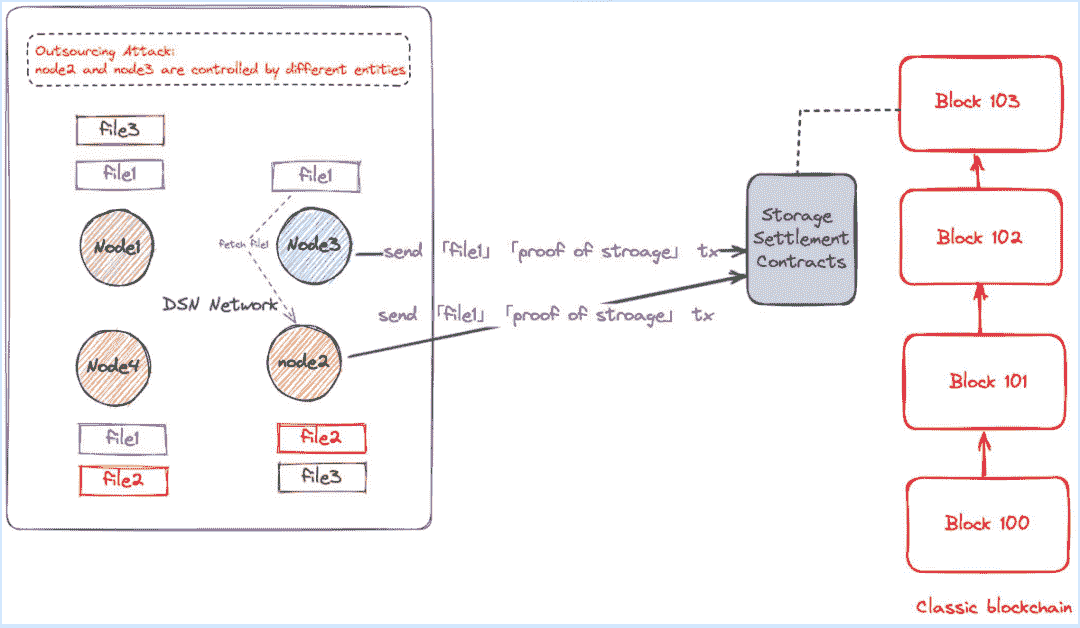 Outsourcing Attack:
node2 and node3 are controlled by different entities
file3
file1
file1
Node1
fetch file1
Node3
DSN Network
Node4
node2
file1
file2
file2
file3
send 「file1」「proof of stroage」 tx
send 「file1」「proof of stroage」 tx
Storage
Settlement
Contracts
Block 103
Block 102
Block 101
Block 100
Classic blockchain